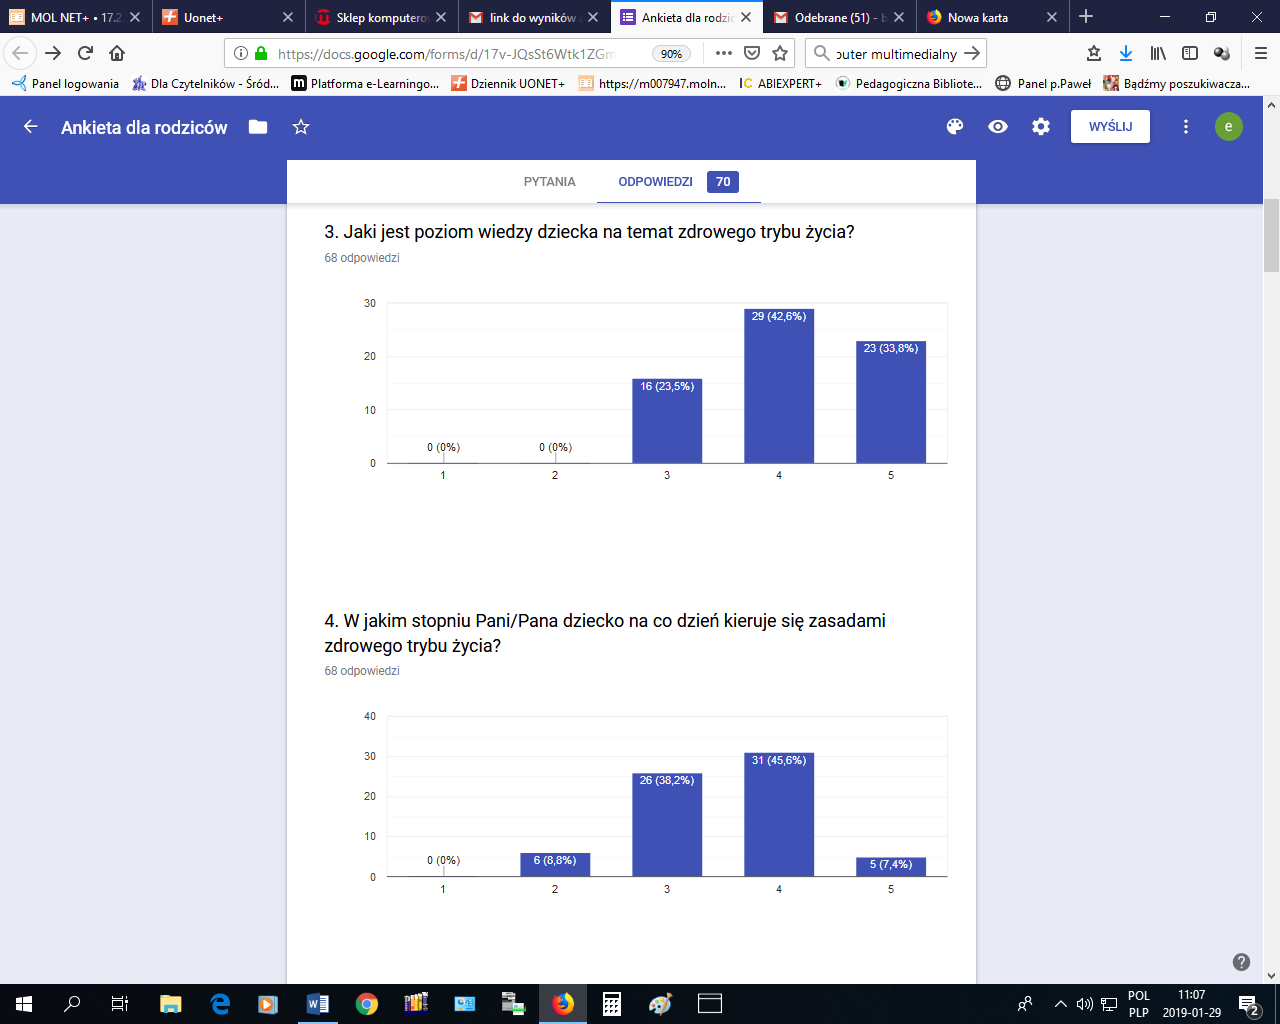 MOL NET+ • 17.2
Uonet+
Sklep komputero
link do wyników
Ankieta dla rodzic
Odebrane (51) - b
Nowa karta
https://docs.google.com/forms/d/17v-JQsSt6Wtk1ZGm
90%
puter multimedialny
Panel logowania
Dla Czytelników - Śród...
Platforma e-Learningo...
Dziennik UONET+
https://m007947.moln...
IC ABIEXPERT+
Pedagogiczna Bibliote...
Panel p.Paweł
Bądźmy poszukiwacza...
Ankieta dla rodziców
WYŚLIJ
e
PYTANIA
ODPOWIEDZI 70
3. Jaki jest poziom wiedzy dziecka na temat zdrowego trybu życia?
68 odpowiedzi
30
20
10
0
0 (0%)
0 (0%)
16 (23,5%)
29 (42,6%)
23 (33,8%)
1 2 3 4 5
4. W jakim stopniu Pani/Pana dziecko na co dzień kieruje się zasadami
zdrowego trybu życia?
68 odpowiedzi
40
30
20
10
0
0 (0%)
6 (8,8%)
26 (38,2%)
31 (45,6%)
5 (7,4%)
1 2 3 4 5
POL
PLP
11:07
2019-01-29
2